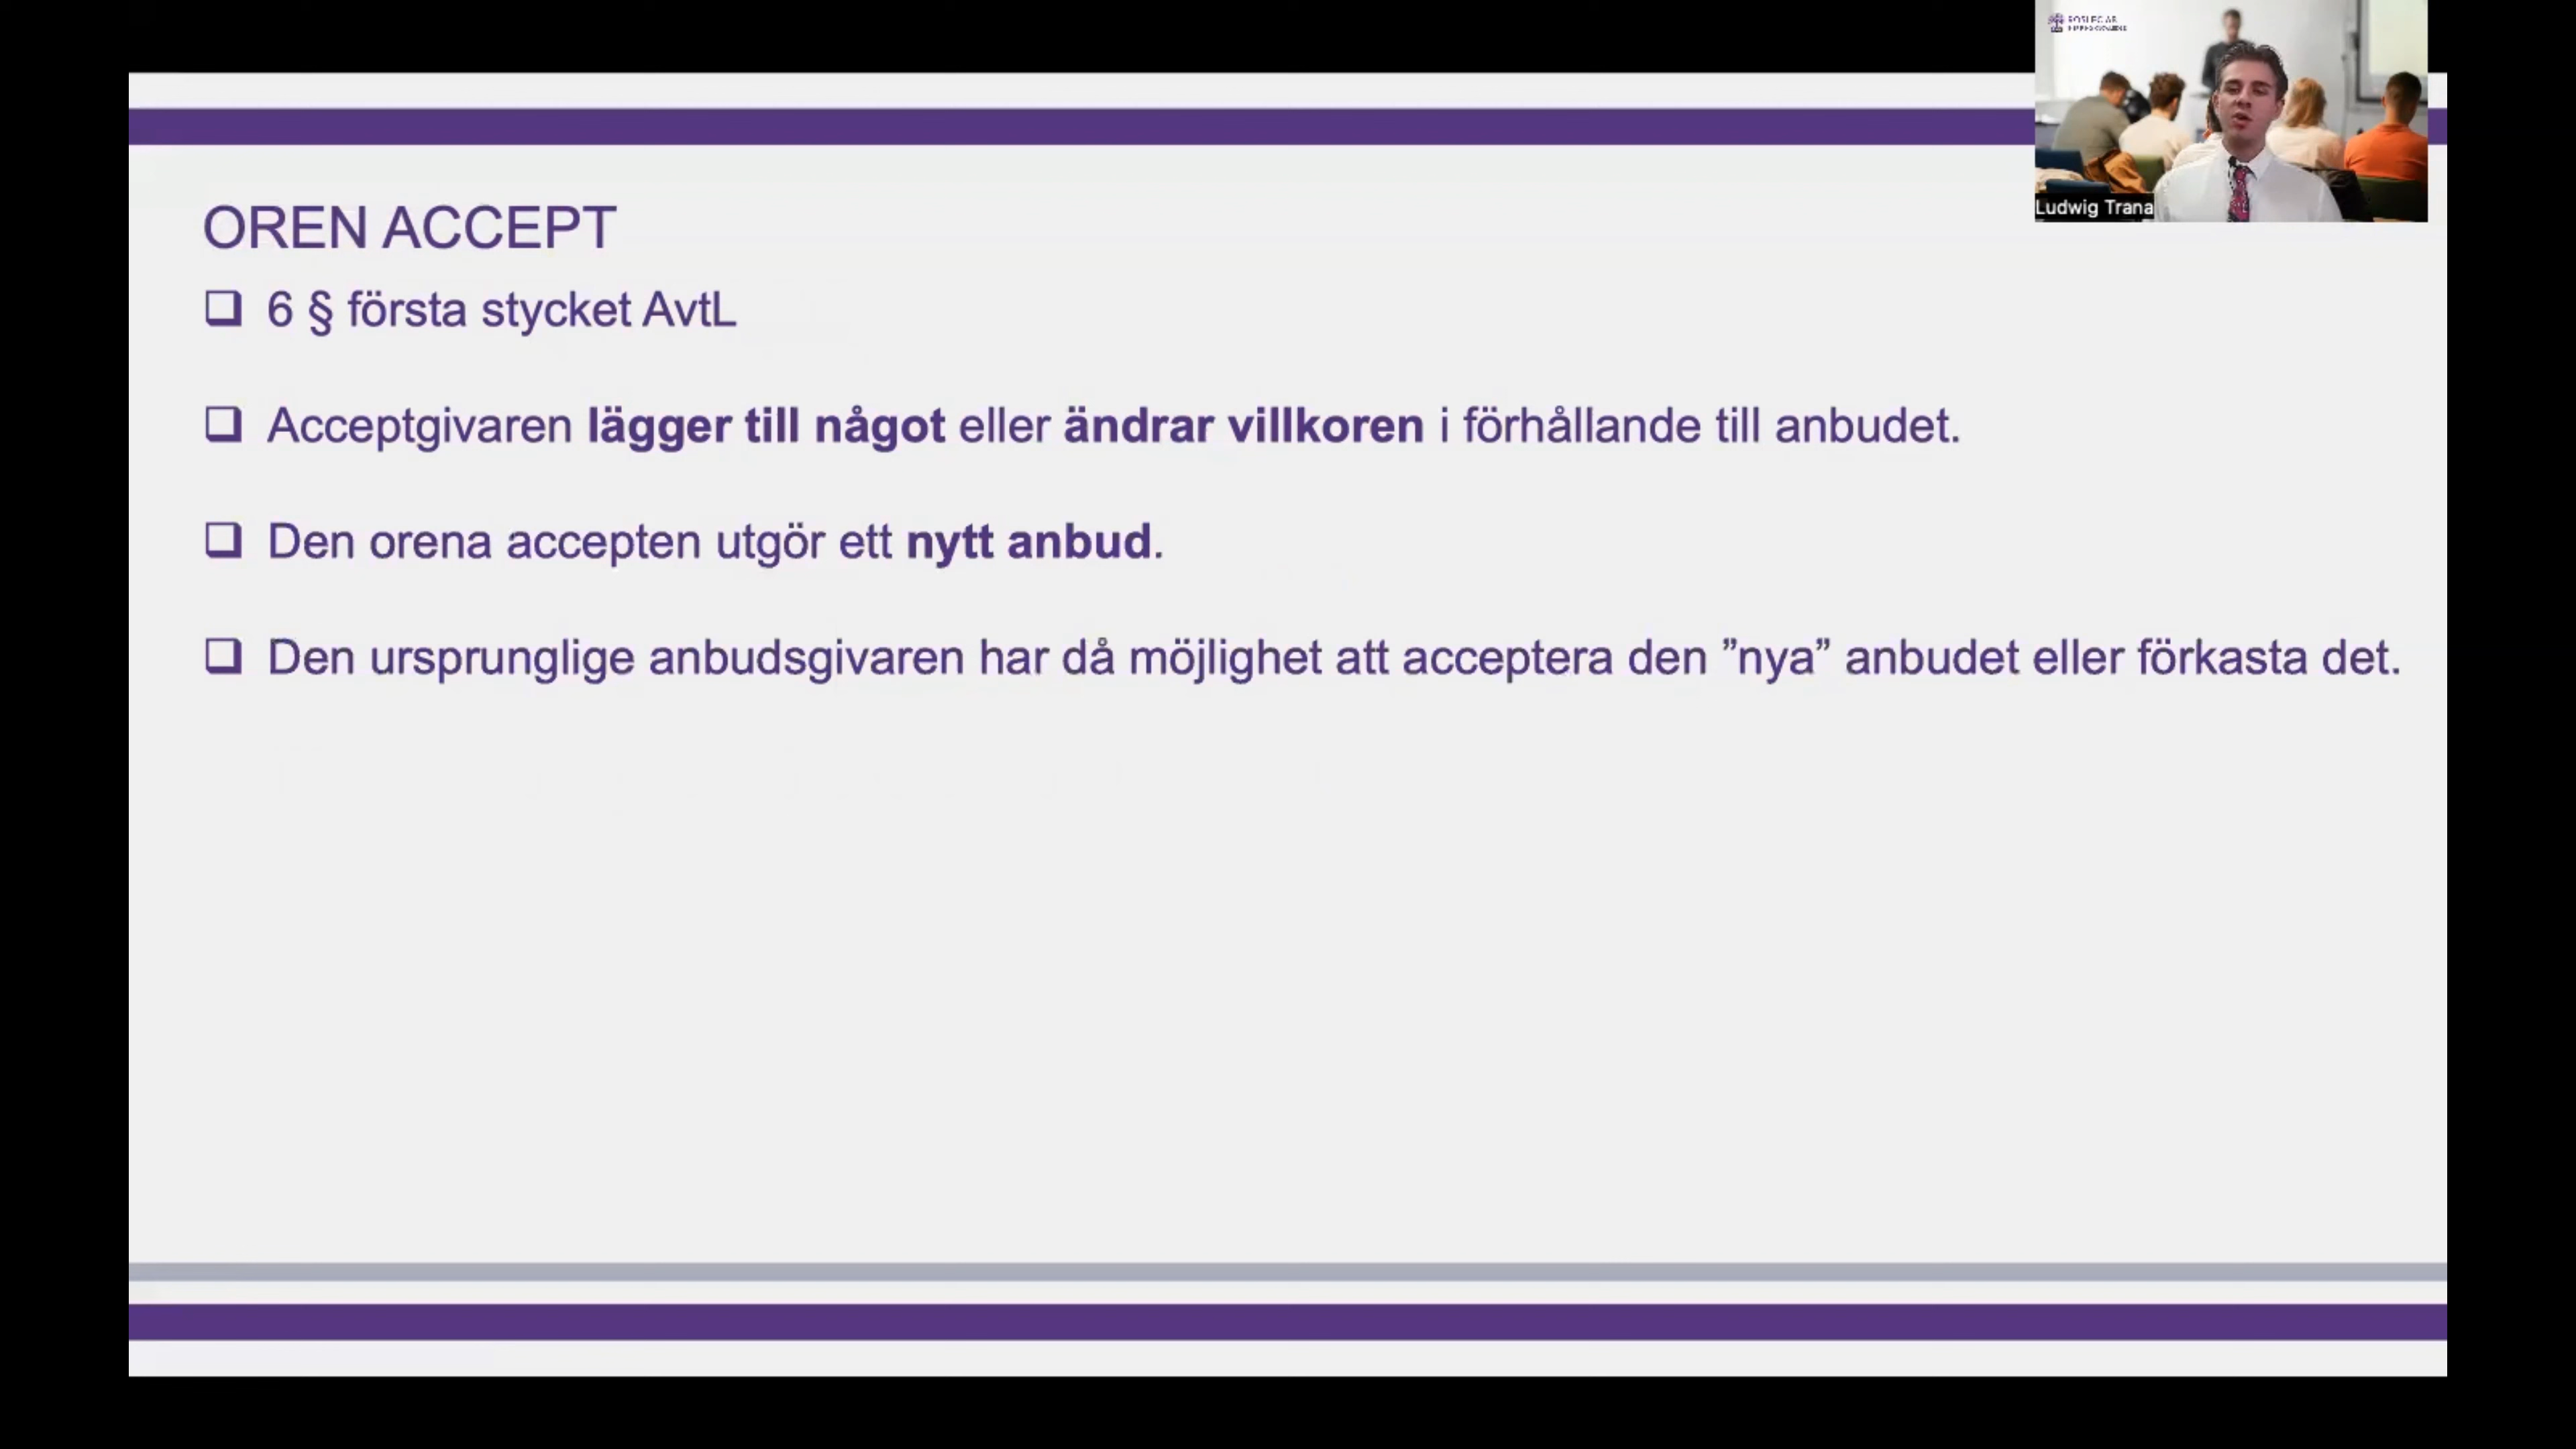 OREN ACCEPT
6 § första stycket AvtL
Acceptgivaren lägger till något eller ändrar villkoren i förhållande till anbudet.
Den orena accepten utgör ett nytt anbud.
Den ursprunglige anbudsgivaren har då möjlighet att acceptera den ”nya” anbudet eller förkasta det.
Ludwig Trana